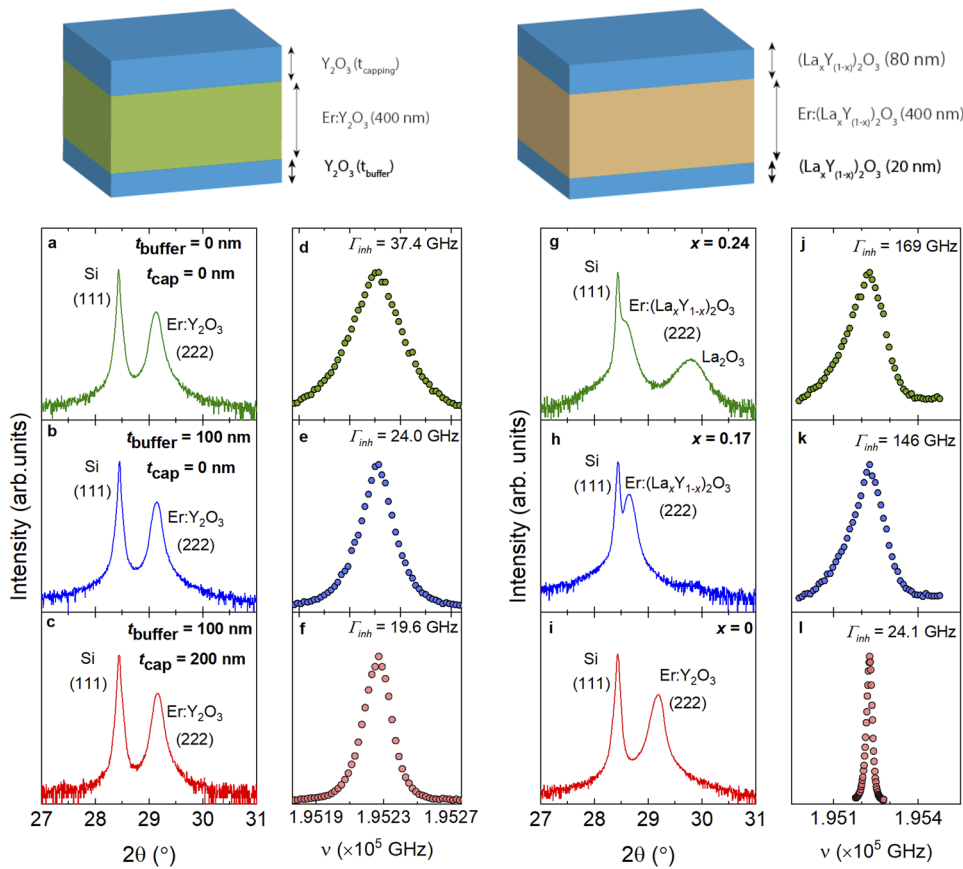 Y2O3 (tcapping)
Er:Y2O3 (400 nm)
Y2O3 (tbuffer)
(LaxY(1-x))2O3 (80 nm)
Er:(LaxY(1-x))2O3 (400 nm)
(LaxY(1-x))2O3 (20 nm)
Intensity (arb. units)
a
tbuffer = 0 nm
tcap = 0 nm
Si
(111)
Er:Y2O3
(222)
b
tbuffer = 100 nm
tcap = 0 nm
Si
(111)
Er:Y2O3
(222)
c
tbuffer = 100 nm
tcap = 200 nm
Si
(111)
Er:Y2O3
(222)
27 28 29 30 31
2θ (°)
d
Γinh = 37.4 GHz
e
Γinh = 24.0 GHz
f
Γinh = 19.6 GHz
1.9519 1.9523 1.9527
ν (×10^5 GHz)
Intensity (arb. units)
g
x = 0.24
Si
(111)
Er:(LaxY1-x)2O3
(222)
La2O3
h
x = 0.17
Si
(111)
Er:(LaxY1-x)2O3
(222)
i
x = 0
Si
(111)
Er:Y2O3
(222)
27 28 29 30 31
2θ (°)
j
Γinh = 169 GHz
k
Γinh = 146 GHz
l
Γinh = 24.1 GHz
1.951 1.954
ν (×10^5 GHz)